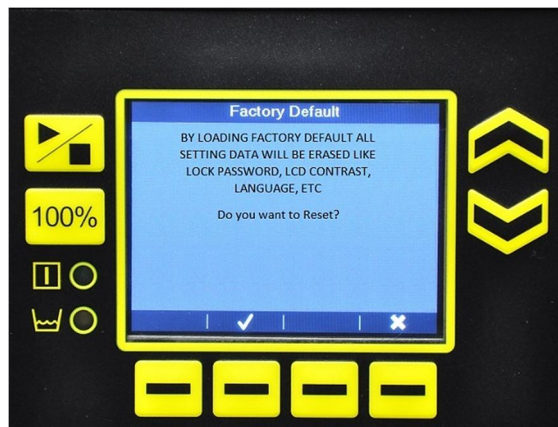 Factory Default
BY LOADING FACTORY DEFAULT ALL
SETTING DATA WILL BE ERASED LIKE
LOCK PASSWORD, LCD CONTRAST,
LANGUAGE, ETC
Do you want to Reset?
100%